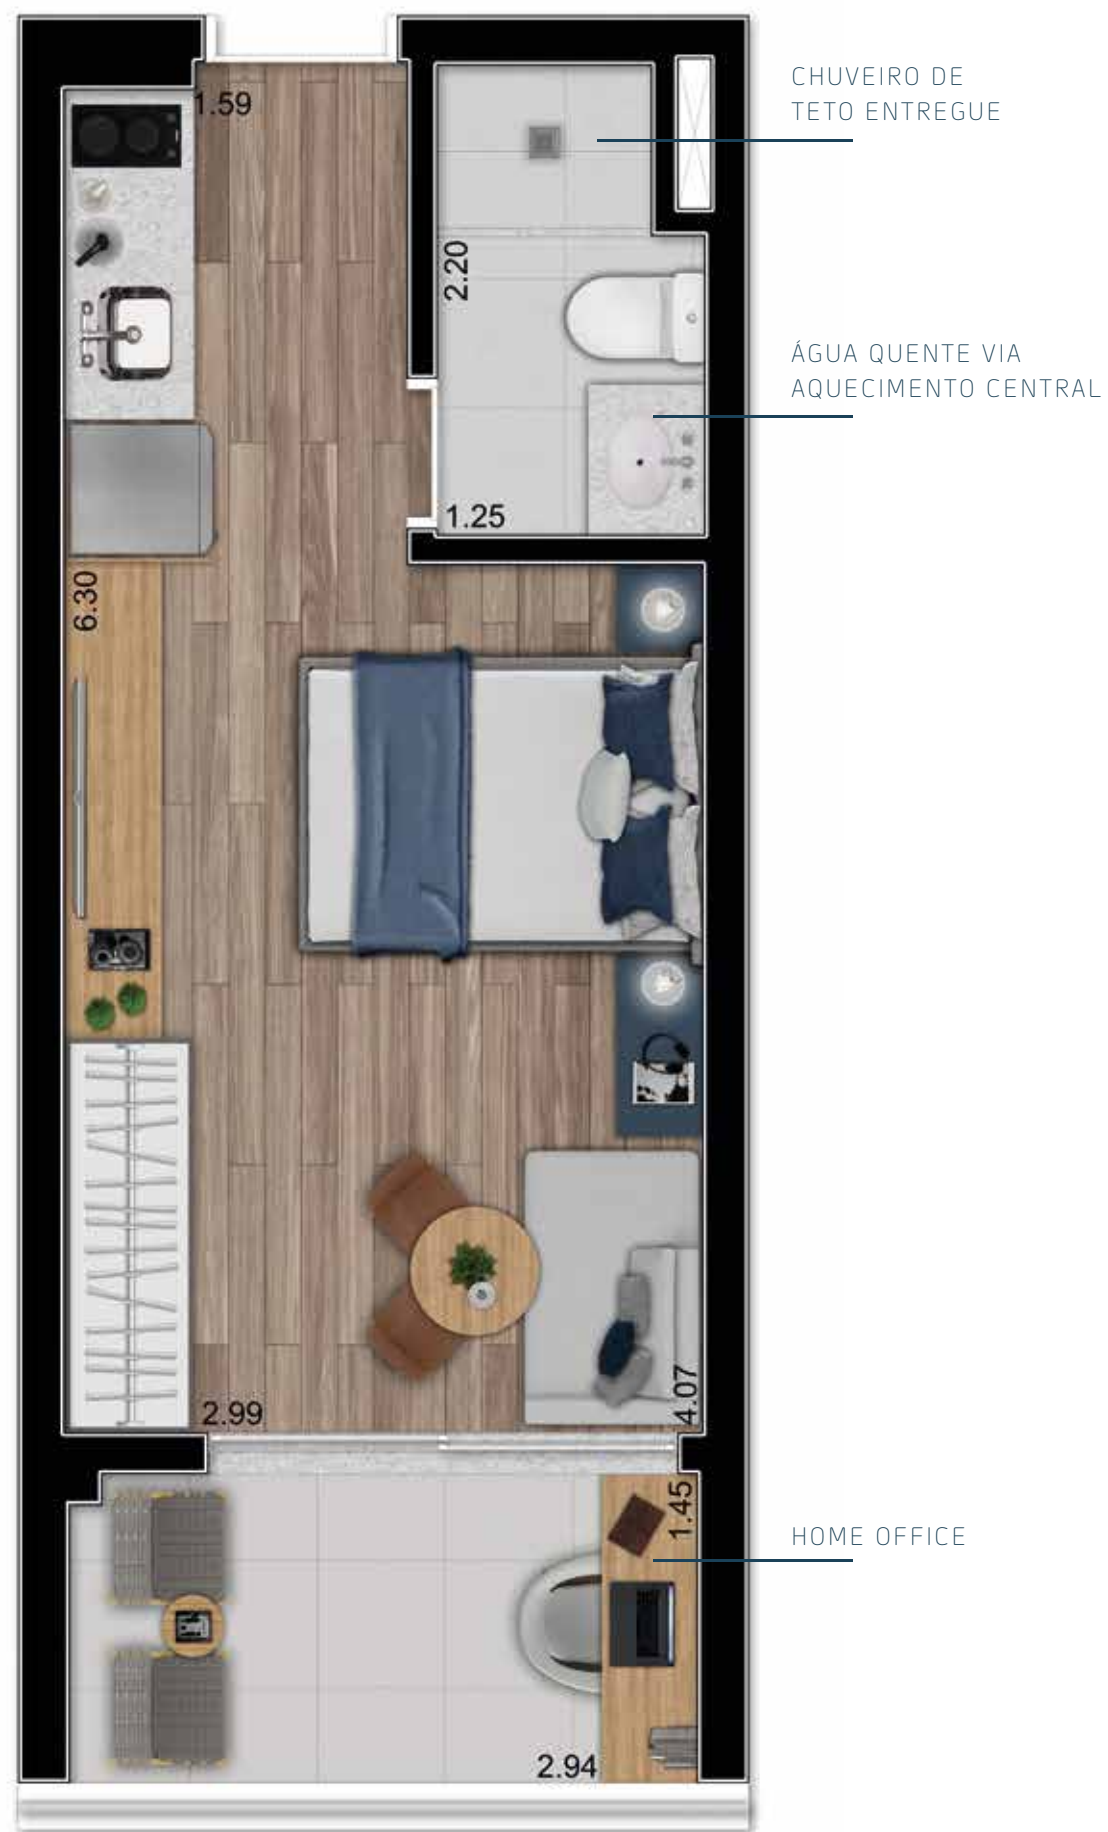 1.59
CHUVEIRO DE
TETO ENTREGUE
2.20
ÁGUA QUENTE VIA
AQUECIMENTO CENTRAL
1.25
6.30
4.07
2.99
1.45
HOME OFFICE
2.94